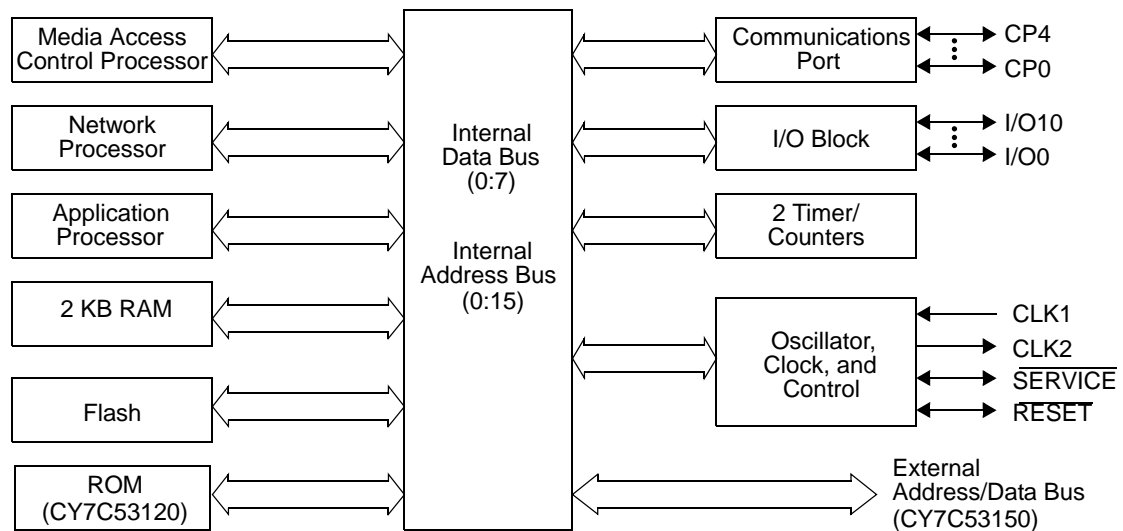 Media Access
Control Processor
Network
Processor
Application
Processor
2 KB RAM
Flash
ROM
(CY7C53120)
Internal
Data Bus
(0:7)
Internal
Address Bus
(0:15)
Communications
Port
CP4
CP0
I/O Block
I/O10
I/O0
2 Timer/
Counters
Oscillator,
Clock, and
Control
CLK1
CLK2
SERVICE
RESET
External
Address/Data Bus
(CY7C53150)